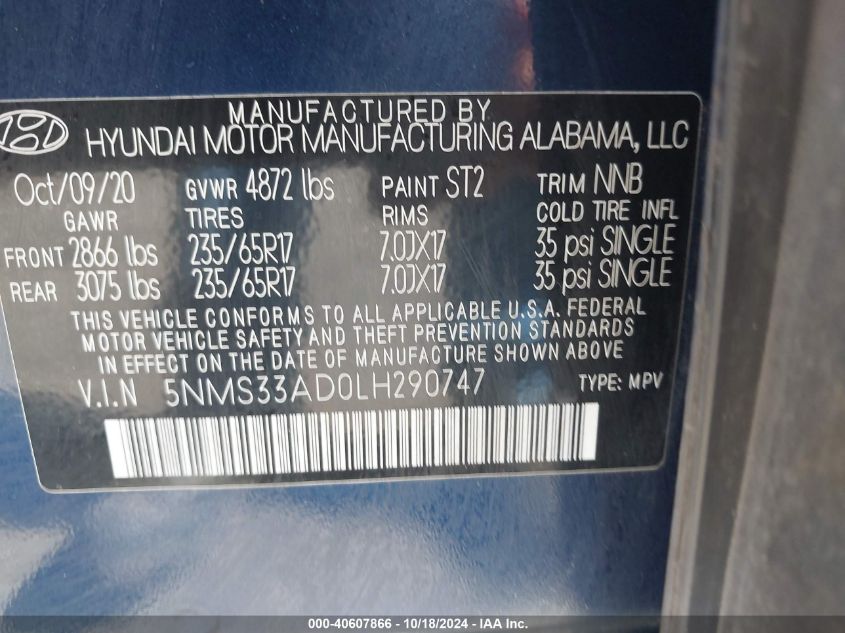 MANUFACTURED BY
HYUNDAI MOTOR MANUFACTURING ALABAMA, LLC
Oct/09/20 GVWR 4872 lbs PAINT ST2 TRIM NNB
GAWR TIRES RIMS COLD TIRE INFL
FRONT 2866 lbs 235/65R17 7.0JX17 35 psi SINGLE
REAR 3075 lbs 235/65R17 7.0JX17 35 psi SINGLE
THIS VEHICLE CONFORMS TO ALL APPLICABLE U.S.A. FEDERAL
MOTOR VEHICLE SAFETY AND THEFT PREVENTION STANDARDS
IN EFFECT ON THE DATE OF MANUFACTURE SHOWN ABOVE.
V.I.N 5NMS33AD0LH290747 TYPE: MPV
000-40607866 - 10/18/2024 - IAA Inc.